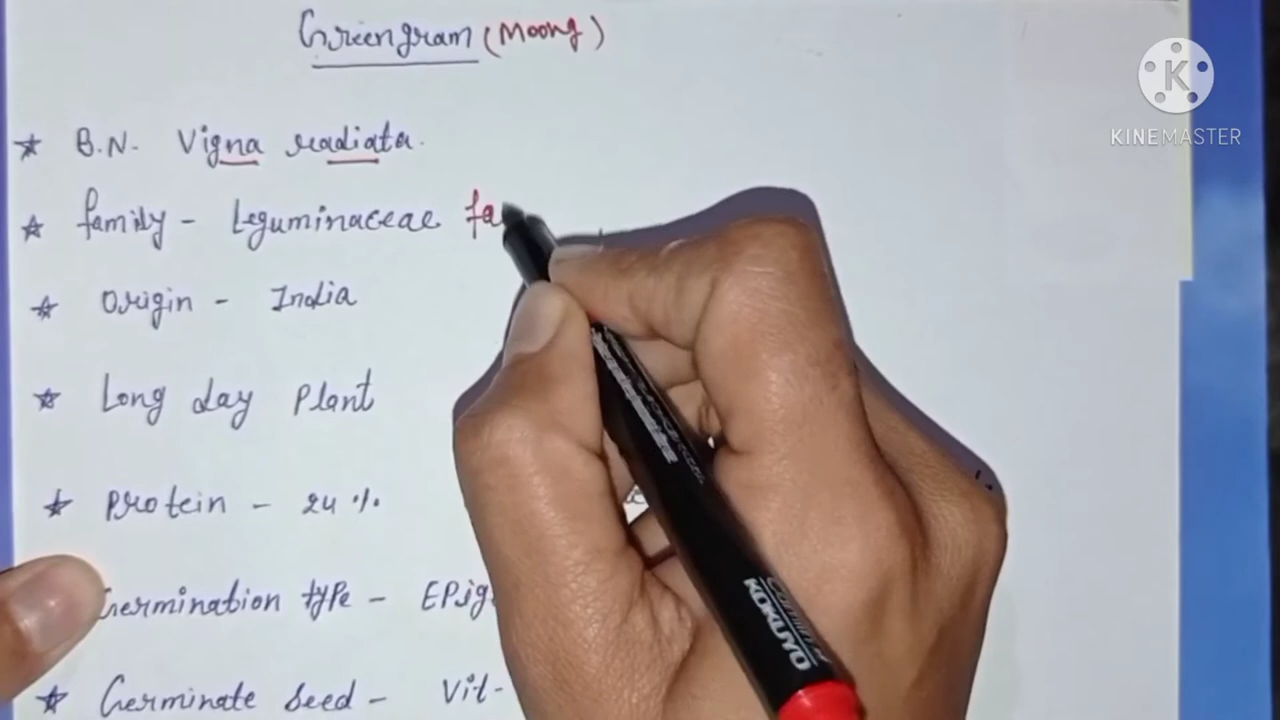 Greengram (Moong)
KINEMASTER
★ B.N. Vigna radiata.
★ family - Leguminaceae fa
★ Origin - India
★ Long day Plant
★ Protein - 24%
Germination type - EPig
★ Germinate Seed - Vit-
KOKUYO